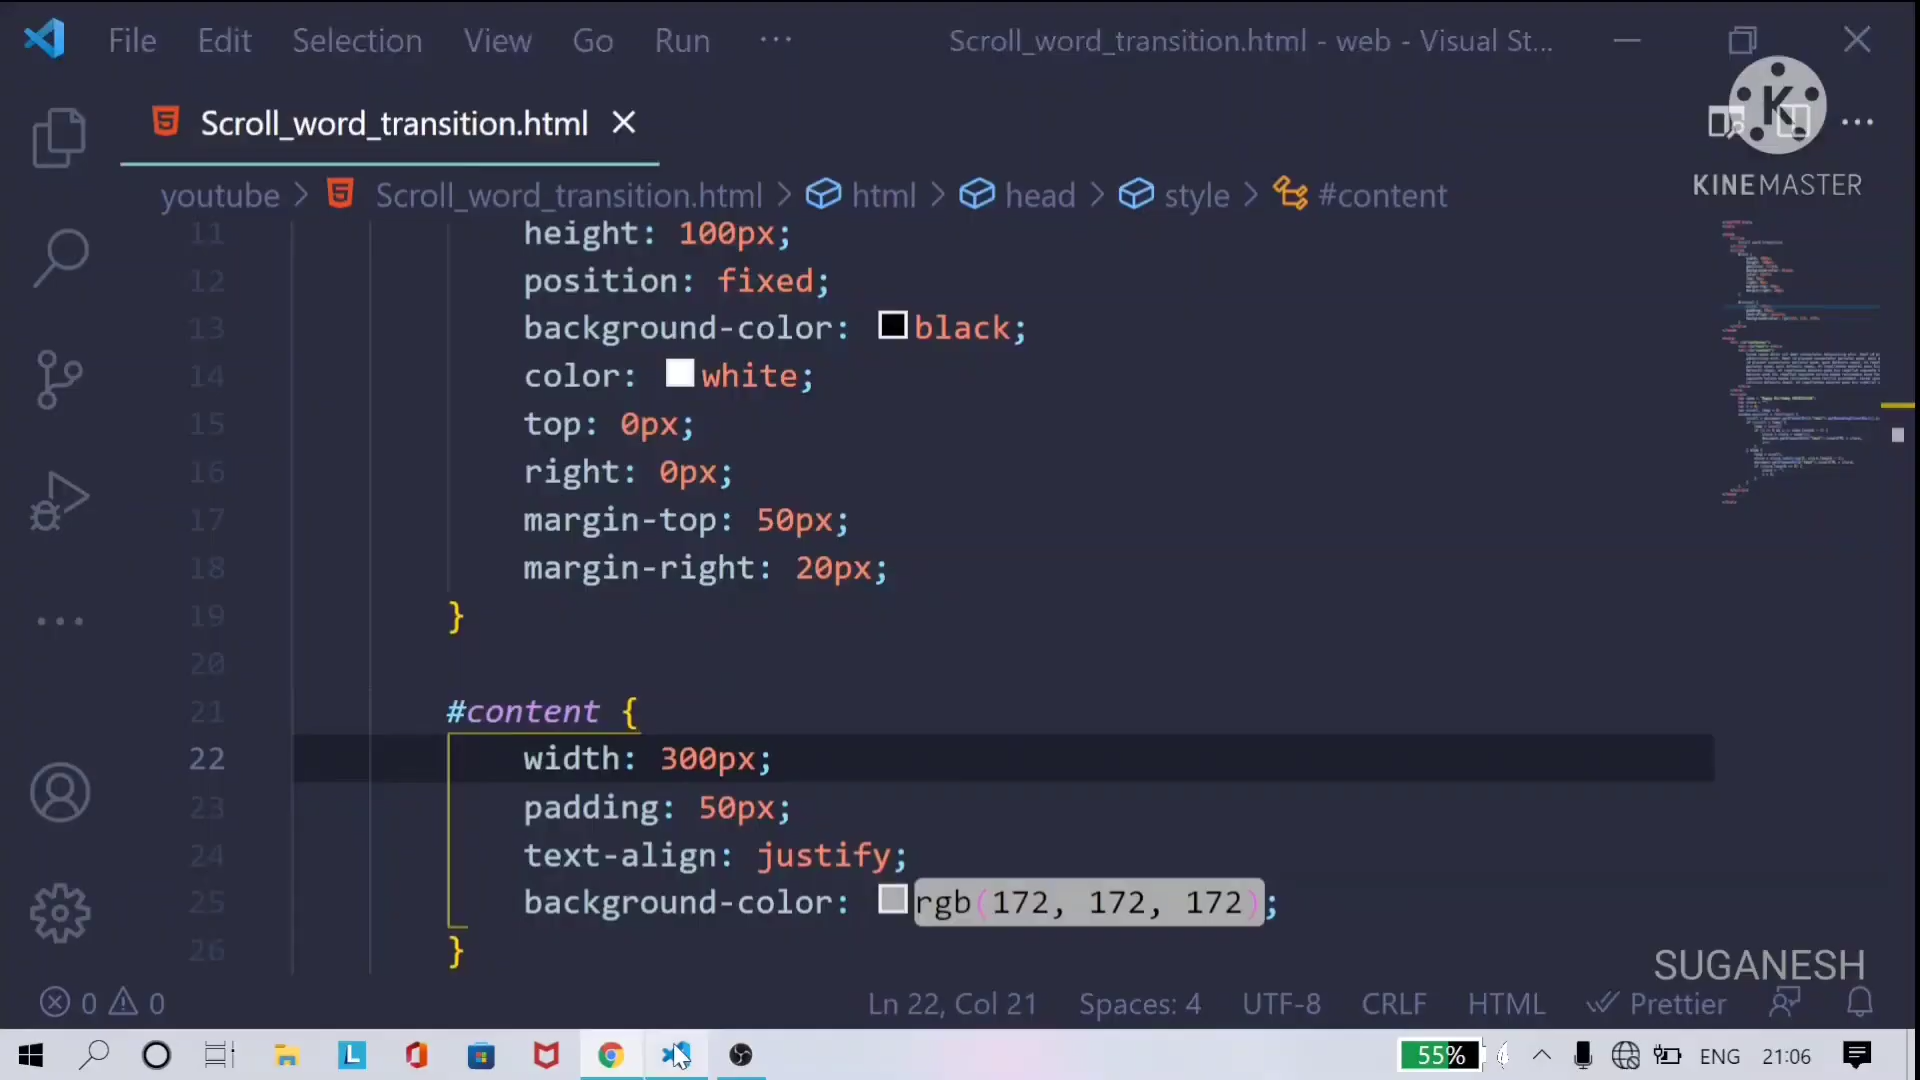 File Edit Selection View Go Run ··· Scroll_word_transition.html - web - Visual St...
Scroll_word_transition.html
K
KINEMASTER
youtube > Scroll_word_transition.html > html > head > style > #content
11 height: 100px;
12 position: fixed;
13 background-color: black;
14 color: white;
15 top: 0px;
16 right: 0px;
17 margin-top: 50px;
18 margin-right: 20px;
19 }
20
21 #content {
22 width: 300px;
23 padding: 50px;
24 text-align: justify;
25 background-color: rgb(172, 172, 172);
26 }
SUGANESH
0 0 Ln 22, Col 21 Spaces: 4 UTF-8 CRLF HTML Prettier
L 55% ENG 21:06